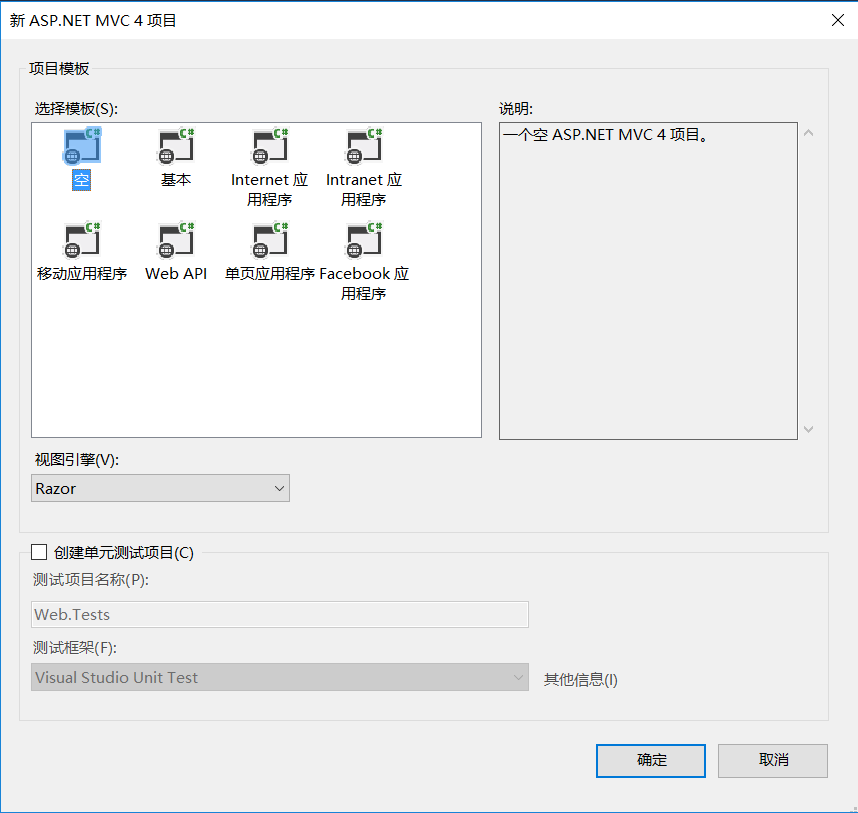 新 ASP.NET MVC 4 项目
项目模板
选择模板(S):
说明:
C# C# C# C#
空
基本
Internet 应
用程序
Intranet 应
用程序
C# C# C# C#
移动应用程序
Web API
单页应用程序
Facebook 应
用程序
一个空 ASP.NET MVC 4 项目。
视图引擎(V):
Razor
创建单元测试项目(C)
测试项目名称(P):
Web.Tests
测试框架(F):
Visual Studio Unit Test
其他信息(I)
确定
取消